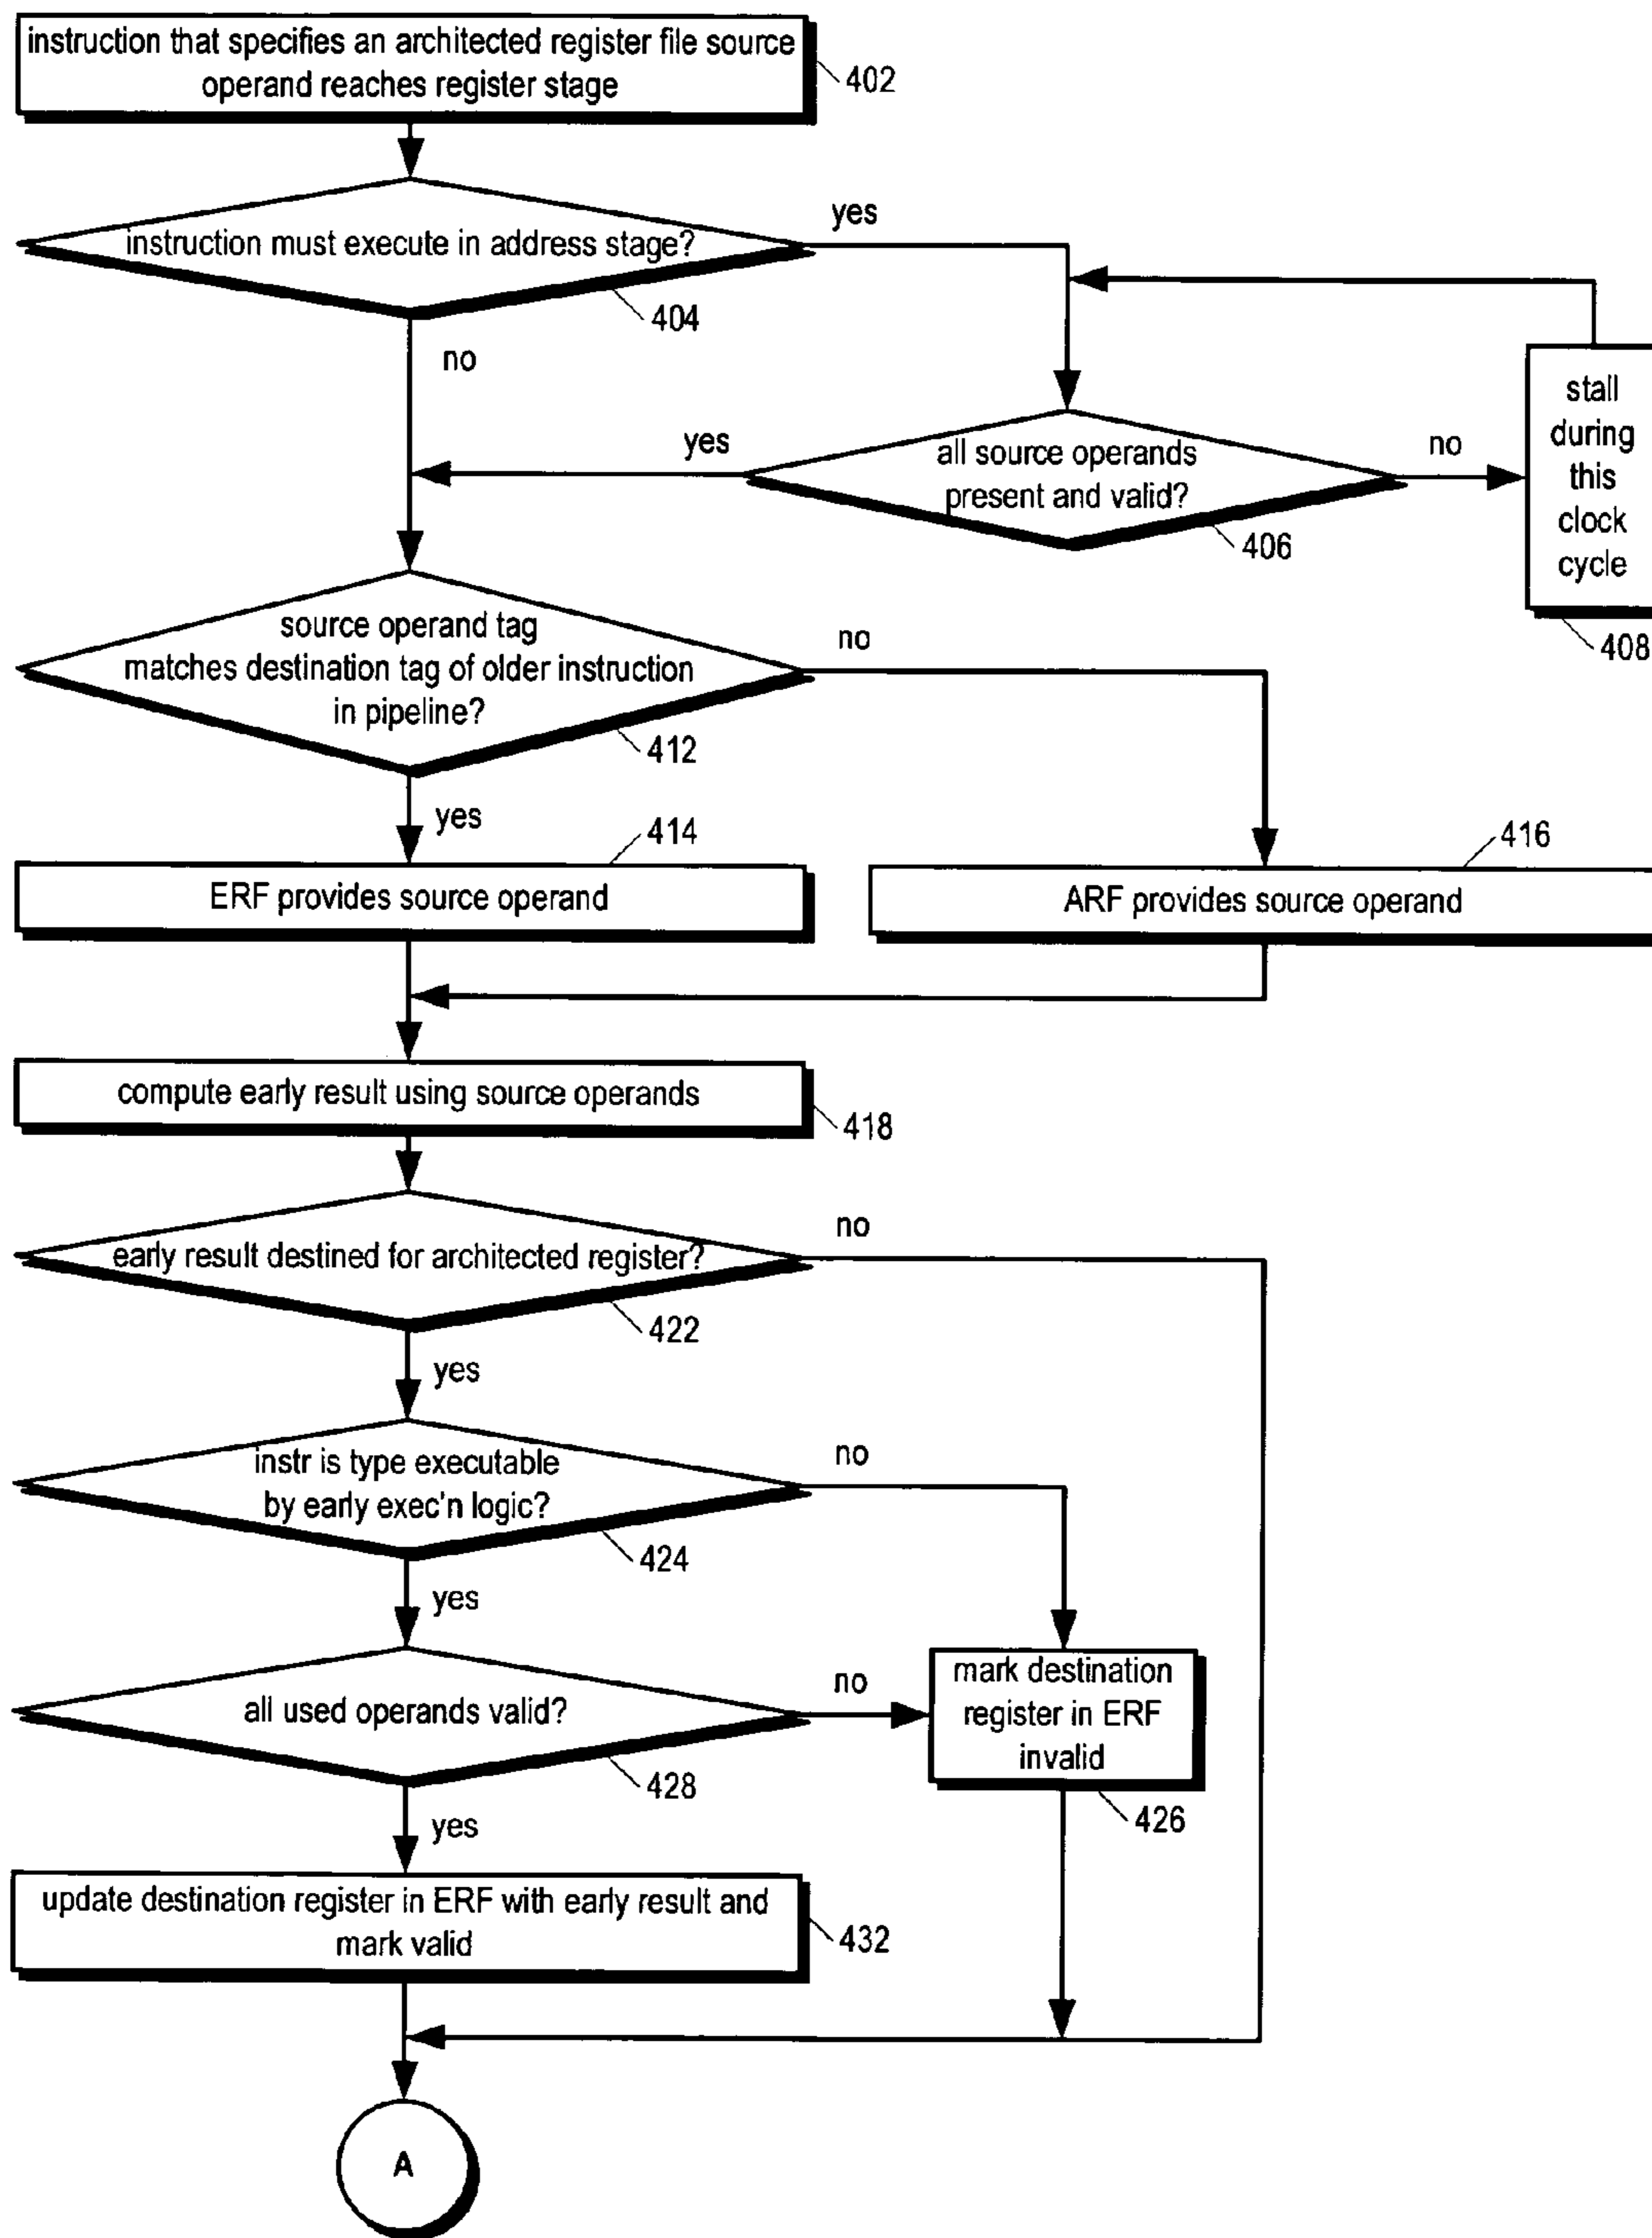 instruction that specifies an architected register file source
operand reaches register stage
402
instruction must execute in address stage?
yes
404
no
all source operands
present and valid?
yes
no
406
stall
during
this
clock
cycle
408
source operand tag
matches destination tag of older instruction
in pipeline?
no
412
yes
414
416
ERF provides source operand
ARF provides source operand
compute early result using source operands
418
early result destined for architected register?
no
422
yes
instr is type executable
by early exec'n logic?
no
424
yes
all used operands valid?
no
428
mark destination
register in ERF
invalid
426
yes
update destination register in ERF with early result and
mark valid
432
A